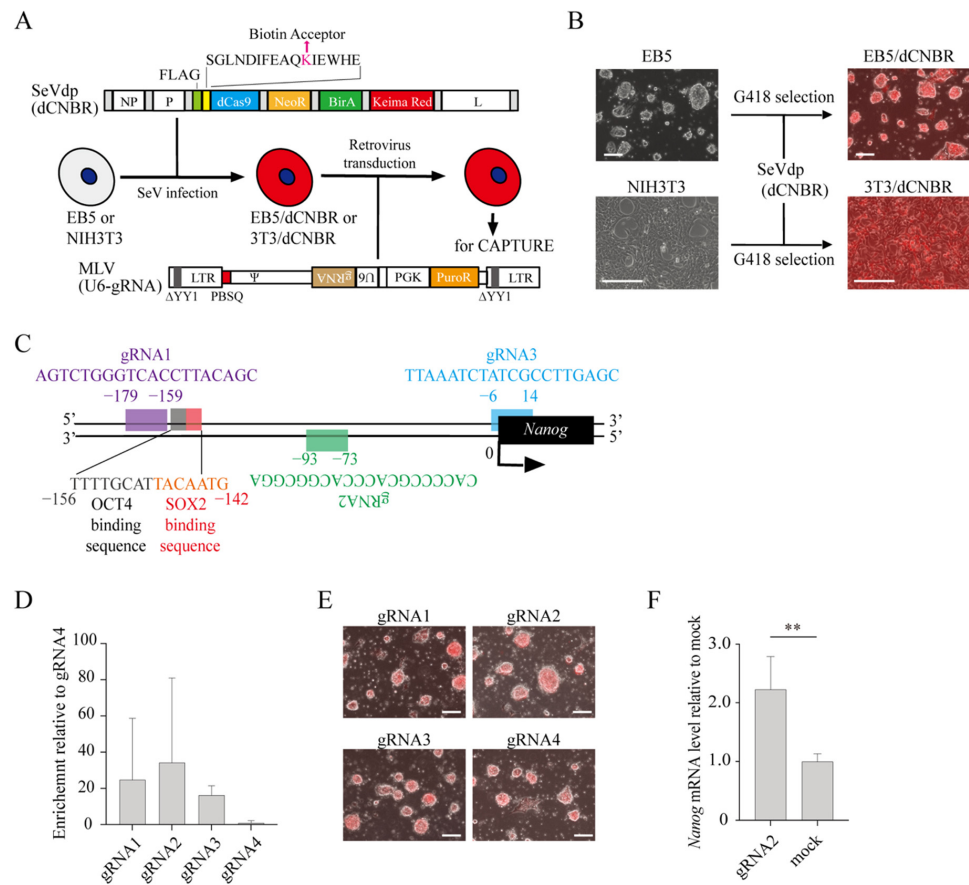 A
Biotin Acceptor
SGLNDIFEAQKIEWHE
FLAG
SeVdp
(dCNBR)
NP
P
dCas9
NeoR
BirA
Keima Red
L
SeV infection
Retrovirus
transduction
EB5 or
NIH3T3
EB5/dCNBR or
3T3/dCNBR
for CAPTURE
MLV
(U6-gRNA)
LTR
Ψ
gRNA
U6
PGK
PuroR
LTR
ΔYY1
PBSQ
ΔYY1
B
EB5
EB5/dCNBR
G418 selection
SeVdp
(dCNBR)
NIH3T3
3T3/dCNBR
G418 selection
C
gRNA1
AGTCTGGGTCACCTTACAGC
−179
−159
gRNA3
TTAAATCTATCGCCTTGAGC
−6
14
5’
3’
3’
5’
Nanog
0
−93
−73
CACCCCCGCACCCACGGCGGA
gRNA2
−156
TTTTGCATTACAATG
−142
OCT4
binding
sequence
SOX2
binding
sequence
D
Enrichemnt relative to gRNA4
100
80
60
40
20
0
gRNA1
gRNA2
gRNA3
gRNA4
E
gRNA1
gRNA2
gRNA3
gRNA4
F
Nanog mRNA level relative to mock
3.0
2.0
1.0
0
**
gRNA2
mock